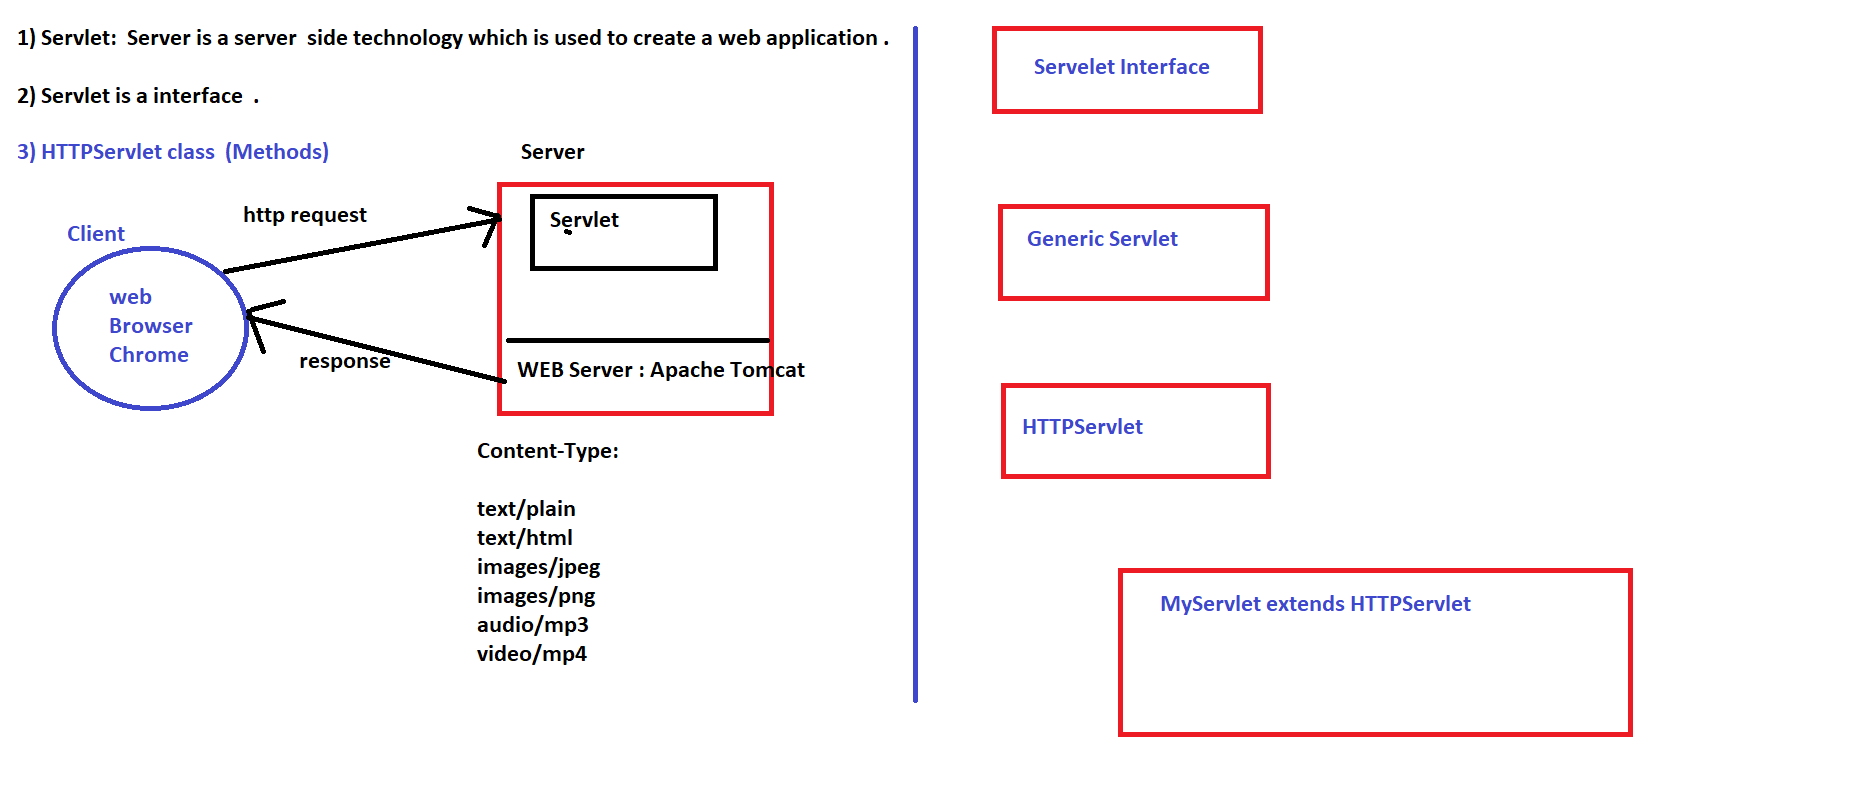 1) Servlet:  Server is a server  side technology which is used to create a web application .
2) Servlet is a interface  .
3) HTTPServlet class  (Methods)
Server
http request
Servlet
Client
web
Browser
Chrome
response
WEB Server : Apache Tomcat
Content-Type:
text/plain
text/html
images/jpeg
images/png
audio/mp3
video/mp4
Servelet Interface
Generic Servlet
HTTPServlet
MyServlet extends HTTPServlet